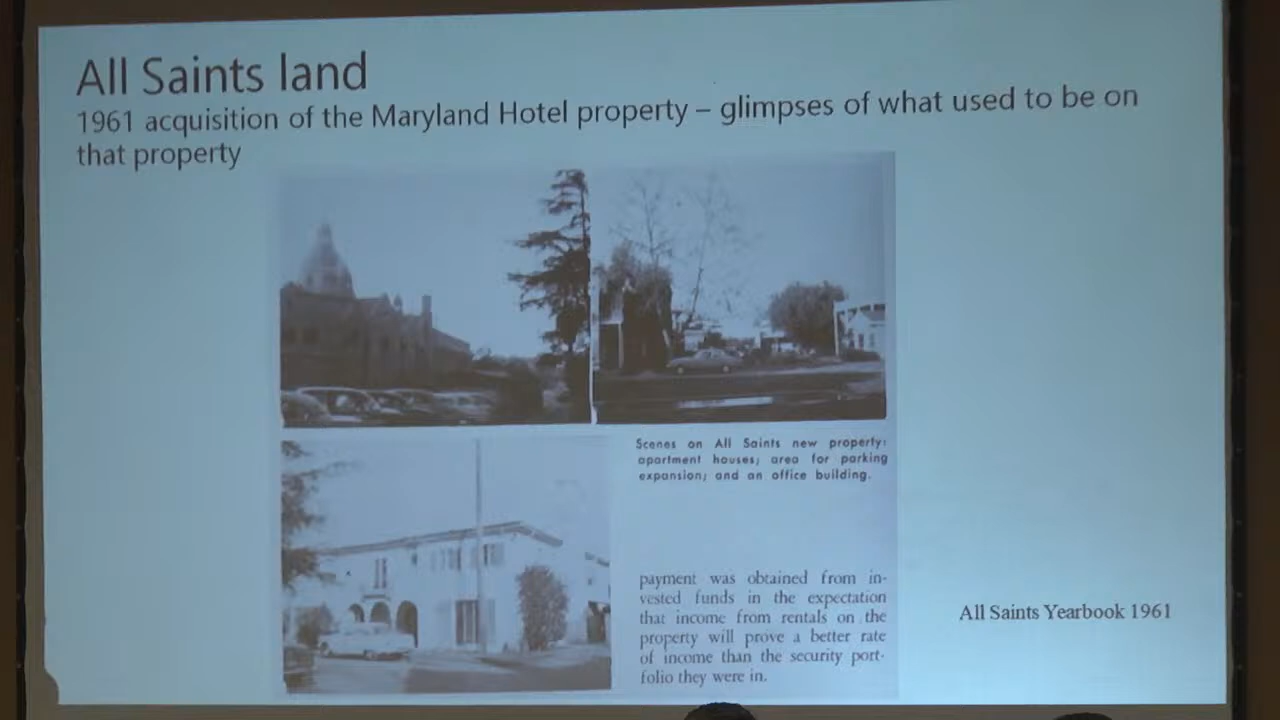 All Saints land
1961 acquisition of the Maryland Hotel property – glimpses of what used to be on
that property
Scenes on All Saints new property:
apartment houses; area for parking
expansion; and an office building.
payment was obtained from in-
vested funds in the expectation
that income from rentals on the
property will prove a better rate
of income than the security port-
folio they were in.
All Saints Yearbook 1961